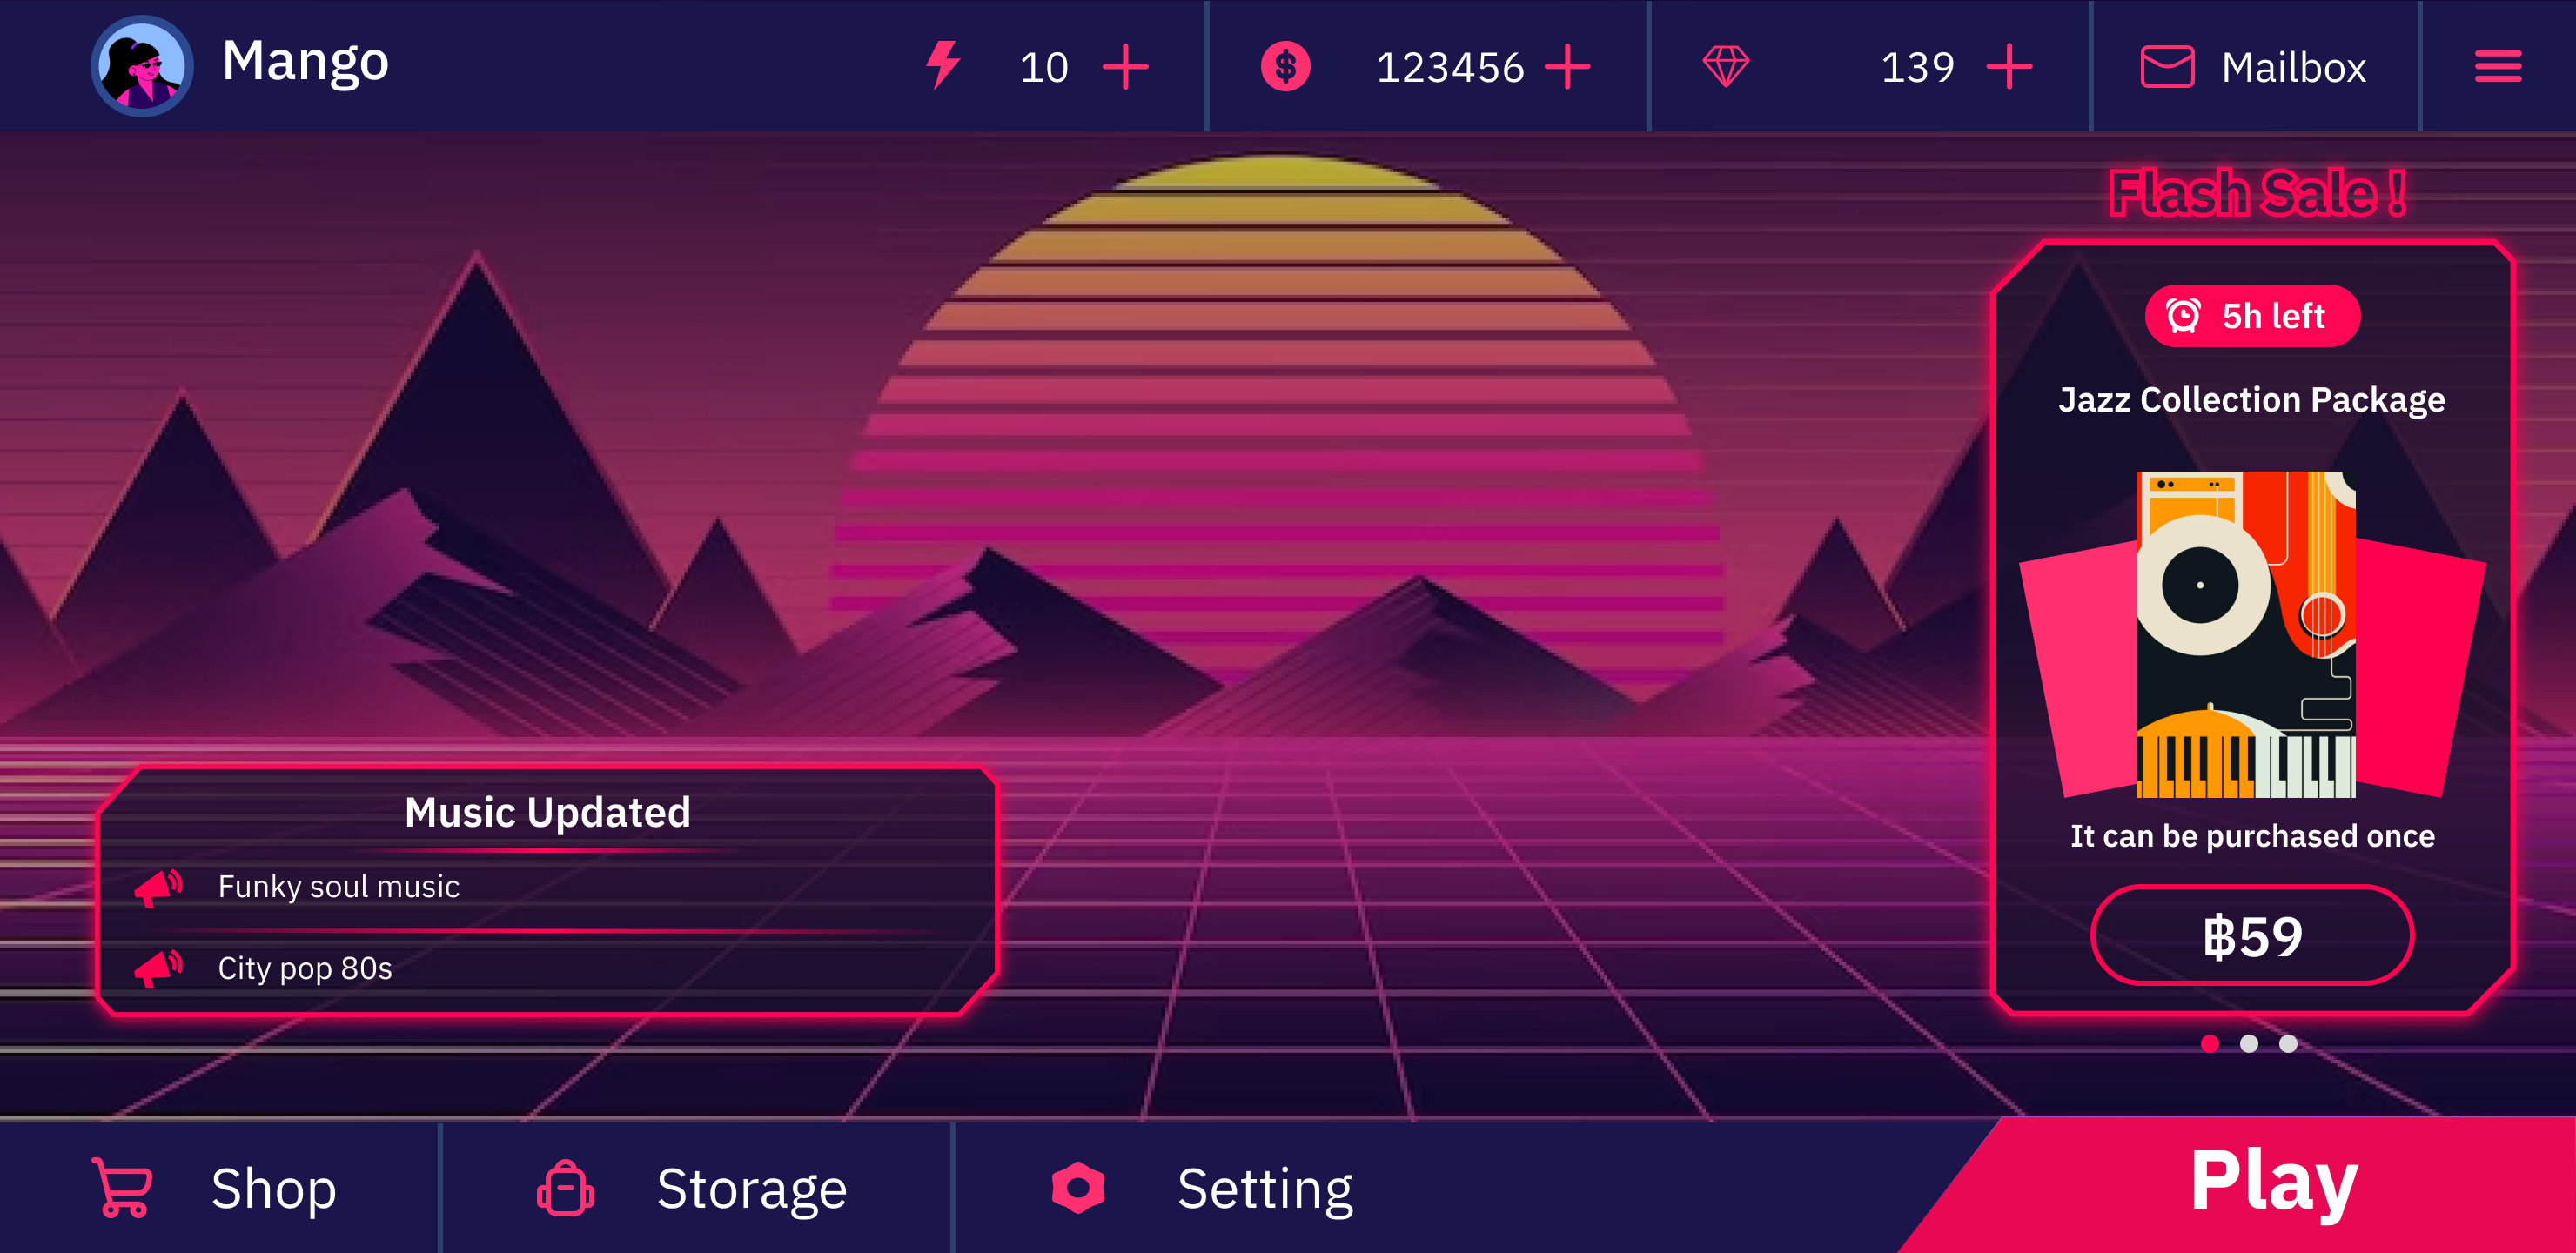 Mango
10
$
123456
139
Mailbox
Flash Sale !
5h left
Jazz Collection Package
It can be purchased once
฿59
Music Updated
Funky soul music
City pop 80s
Shop
Storage
Setting
Play